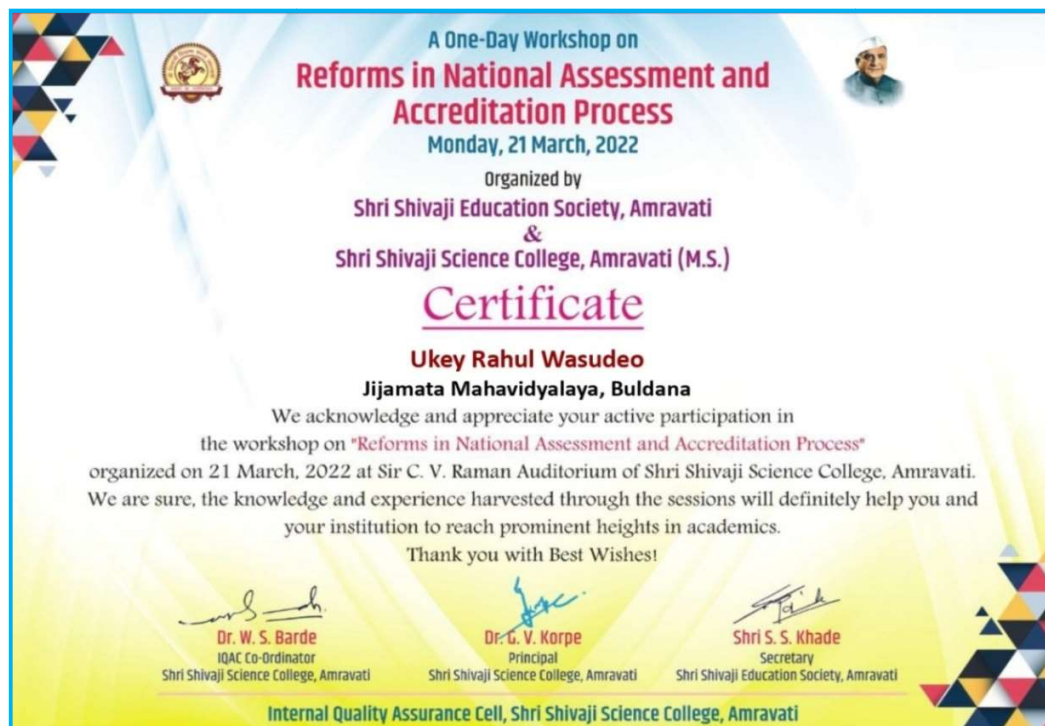 A One-Day Workshop on
Reforms in National Assessment and
Accreditation Process
Monday, 21 March, 2022
Organized by
Shri Shivaji Education Society, Amravati
&
Shri Shivaji Science College, Amravati (M.S.)
Certificate
Ukey Rahul Wasudeo
Jijamata Mahavidyalaya, Buldana
We acknowledge and appreciate your active participation in
the workshop on "Reforms in National Assessment and Accreditation Process"
organized on 21 March, 2022 at Sir C. V. Raman Auditorium of Shri Shivaji Science College, Amravati.
We are sure, the knowledge and experience harvested through the sessions will definitely help you and
your institution to reach prominent heights in academics.
Thank you with Best Wishes!
Dr. W. S. Barde
IQAC Co-Ordinator
Shri Shivaji Science College, Amravati
Dr. G. V. Korpe
Principal
Shri Shivaji Science College, Amravati
Shri S. S. Khade
Secretary
Shri Shivaji Education Society, Amravati
Internal Quality Assurance Cell, Shri Shivaji Science College, Amravati